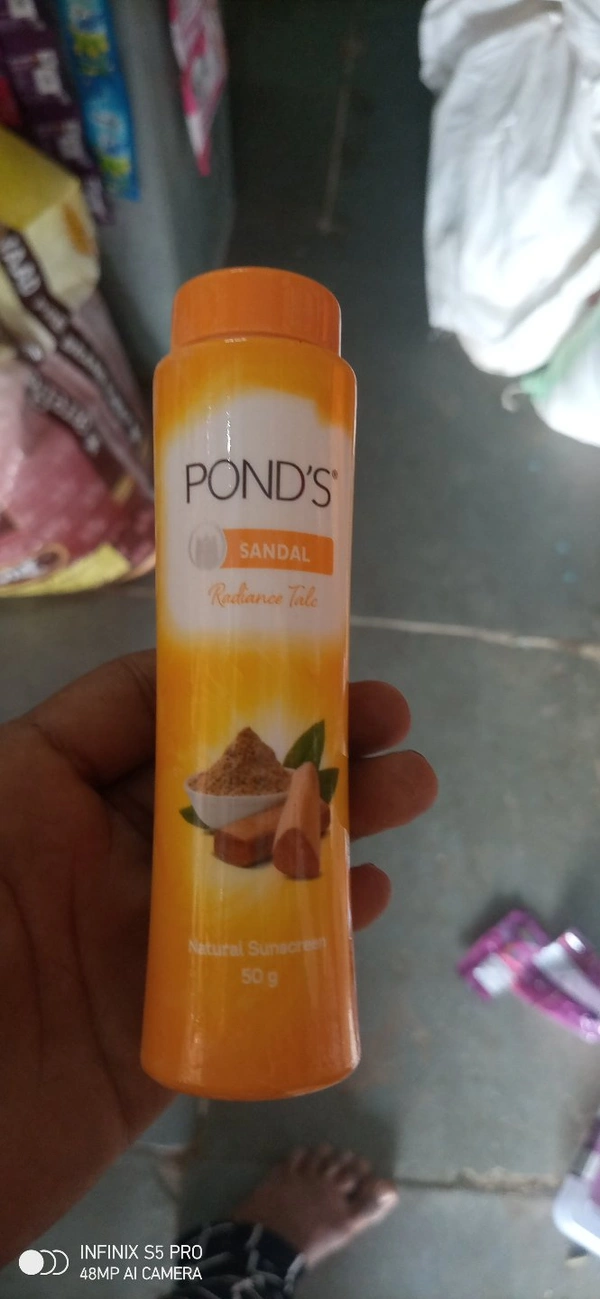 POND'S®
SANDAL
Radiance Talc
Natural Sunscreen
50 g
INFINIX S5 PRO
48MP AI CAMERA